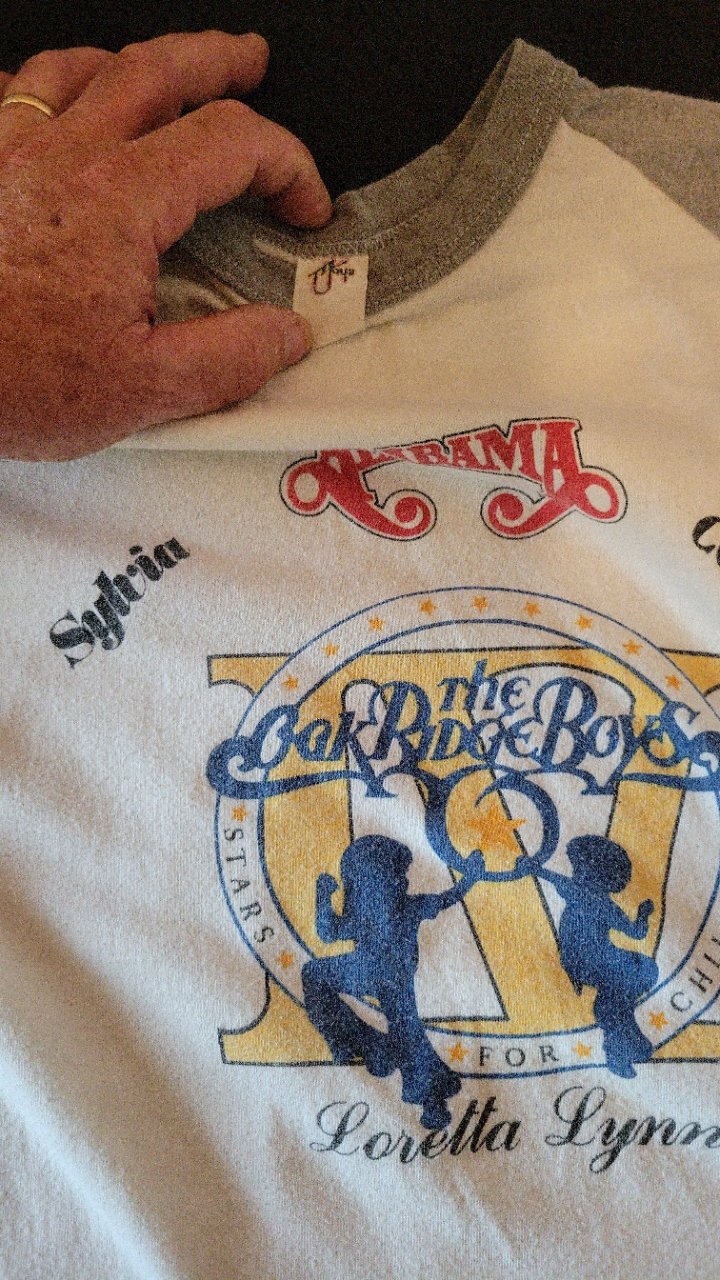 ALABAMA
Sylvia
the
Oak Ridge Boys
STARS
FOR
Loretta Lynn